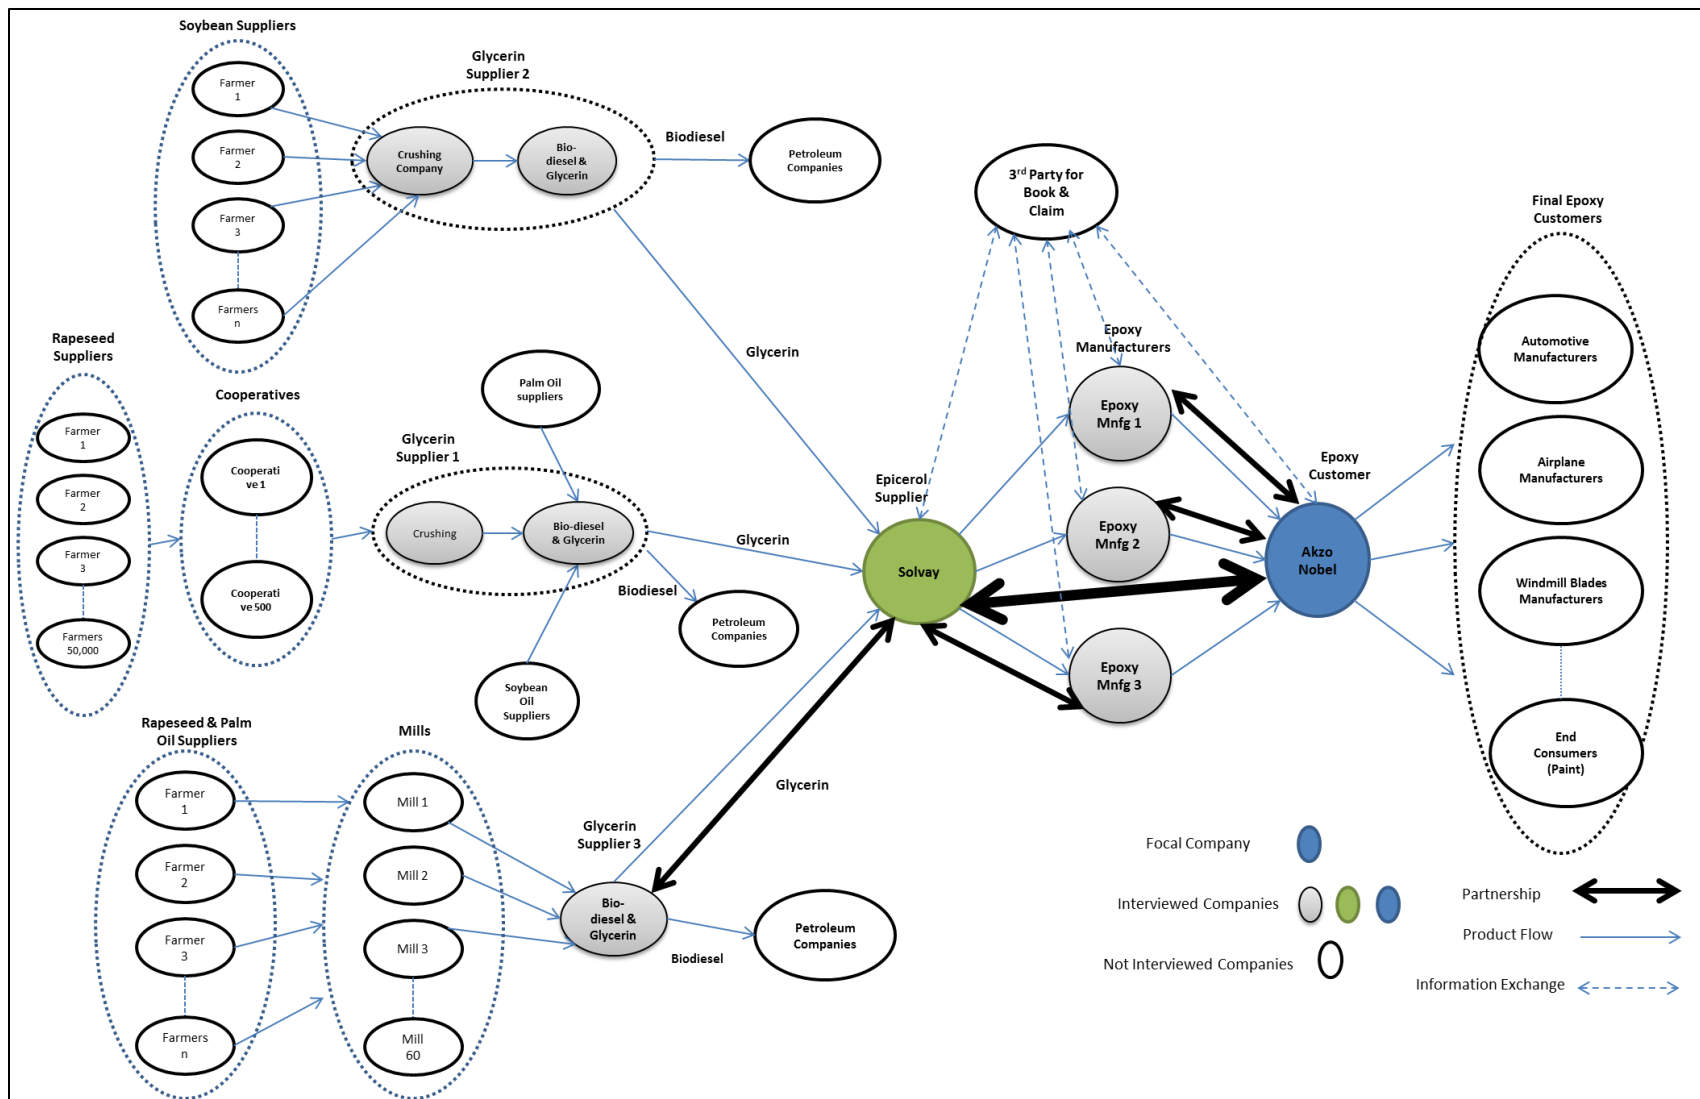 Soybean Suppliers
Farmer
1
Farmer
2
Farmer
3
Farmers
n
Glycerin
Supplier 2
Crushing
Company
Bio-
diesel &
Glycerin
Biodiesel
Petroleum
Companies
3rd Party for
Book &
Claim
Final Epoxy
Customers
Automotive
Manufacturers
Airplane
Manufacturers
Windmill Blades
Manufacturers
End
Consumers
(Paint)
Rapeseed
Suppliers
Farmer
1
Farmer
2
Farmer
3
Farmers
50,000
Cooperatives
Cooperati
ve 1
Cooperati
ve 500
Glycerin
Supplier 1
Palm Oil
suppliers
Crushing
Bio-diesel
& Glycerin
Soybean
Oil
Suppliers
Glycerin
Glycerin
Biodiesel
Petroleum
Companies
Epicerol
Supplier
Solvay
Epoxy
Manufacturers
Epoxy
Mnfg 1
Epoxy
Mnfg 2
Epoxy
Mnfg 3
Epoxy
Customer
Akzo
Nobel
Rapeseed & Palm
Oil Suppliers
Farmer
1
Farmer
2
Farmer
3
Farmers
n
Mills
Mill 1
Mill 2
Mill 3
Mill
60
Glycerin
Supplier 3
Bio-
diesel &
Glycerin
Glycerin
Biodiesel
Petroleum
Companies
Focal Company
Interviewed Companies
Not Interviewed Companies
Partnership
Product Flow
Information Exchange